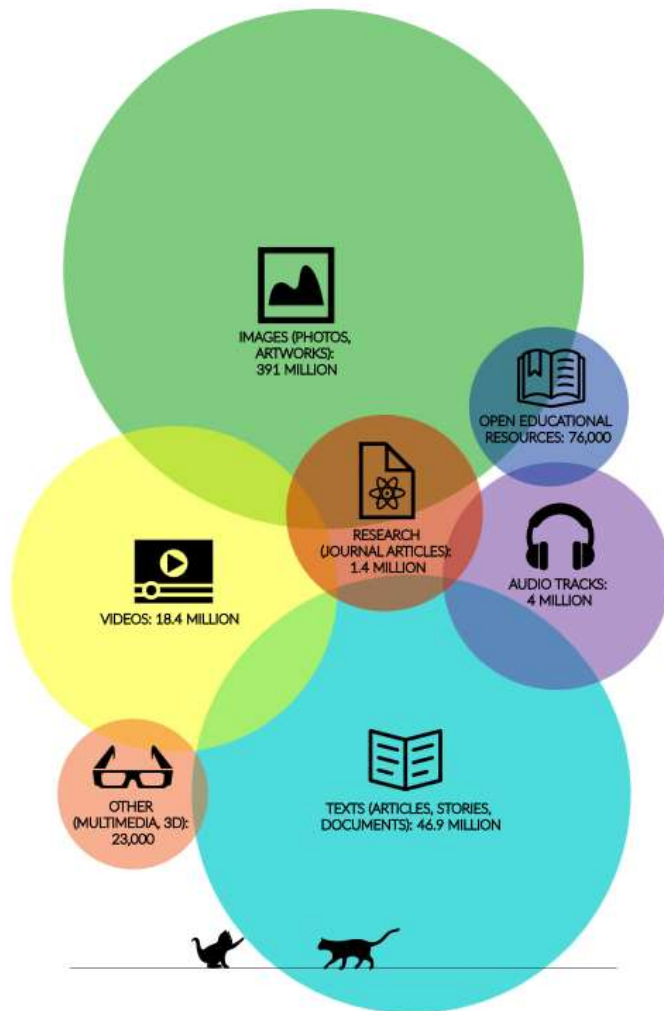 IMAGES (PHOTOS,
ARTWORKS):
391 MILLION
OPEN EDUCATIONAL
RESOURCES: 76,000
RESEARCH
(JOURNAL ARTICLES):
1.4 MILLION
AUDIO TRACKS:
4 MILLION
VIDEOS: 18.4 MILLION
TEXTS (ARTICLES, STORIES,
DOCUMENTS): 46.9 MILLION
OTHER
(MULTIMEDIA, 3D):
23,000